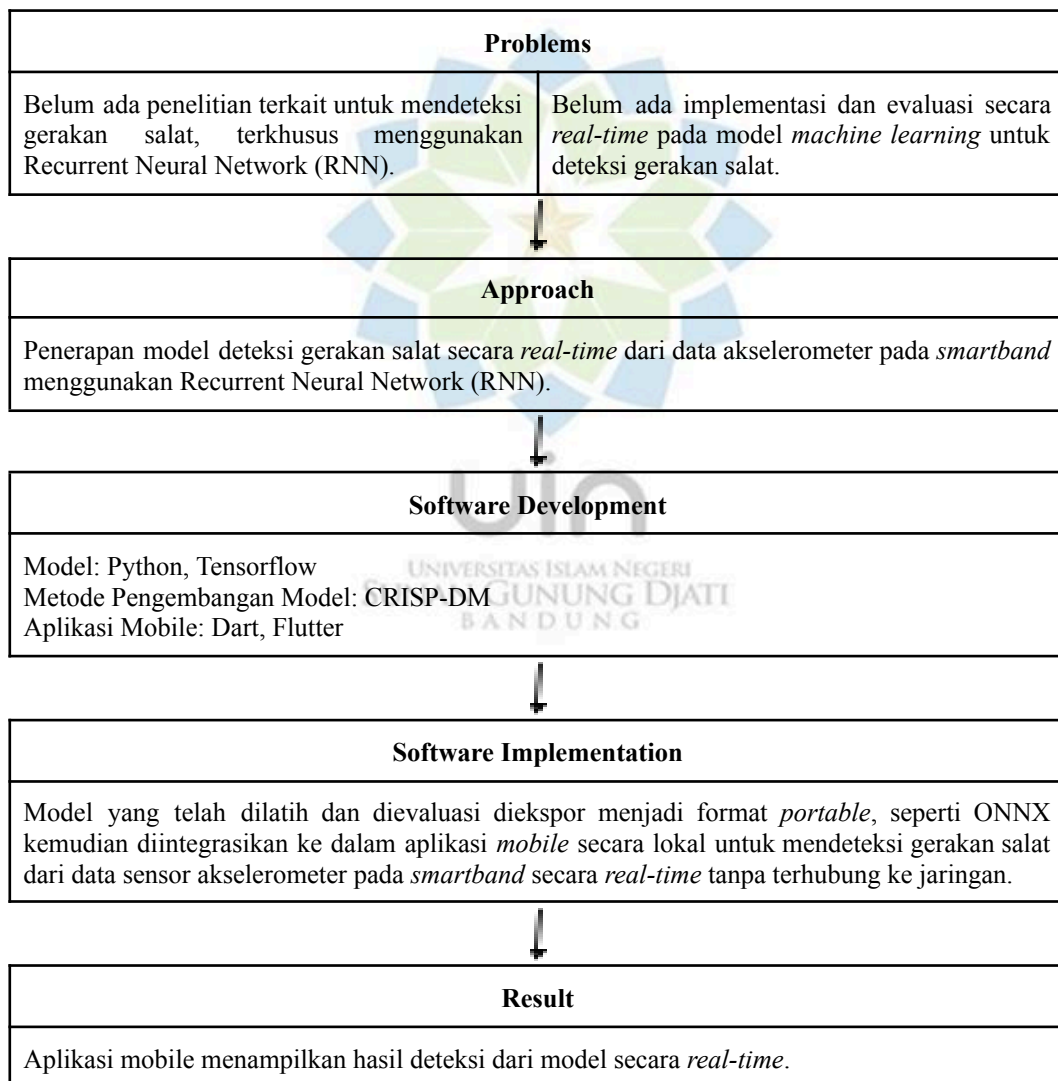 Problems
Belum ada penelitian terkait untuk mendeteksi
gerakan salat, terkhusus menggunakan
Recurrent Neural Network (RNN).
Belum ada implementasi dan evaluasi secara
real-time pada model machine learning untuk
deteksi gerakan salat.
Approach
Penerapan model deteksi gerakan salat secara real-time dari data akselerometer pada smartband
menggunakan Recurrent Neural Network (RNN).
uin
Software Development
Model: Python, Tensorflow
UNIVERSITAS ISLAM NEGERI
Metode Pengembangan Model: CRISP-DM
SUNAN GUNUNG DJATI
Aplikasi Mobile: Dart, Flutter
BANDUNG
Software Implementation
Model yang telah dilatih dan dievaluasi diekspor menjadi format portable, seperti ONNX
kemudian diintegrasikan ke dalam aplikasi mobile secara lokal untuk mendeteksi gerakan salat
dari data sensor akselerometer pada smartband secara real-time tanpa terhubung ke jaringan.
Result
Aplikasi mobile menampilkan hasil deteksi dari model secara real-time.